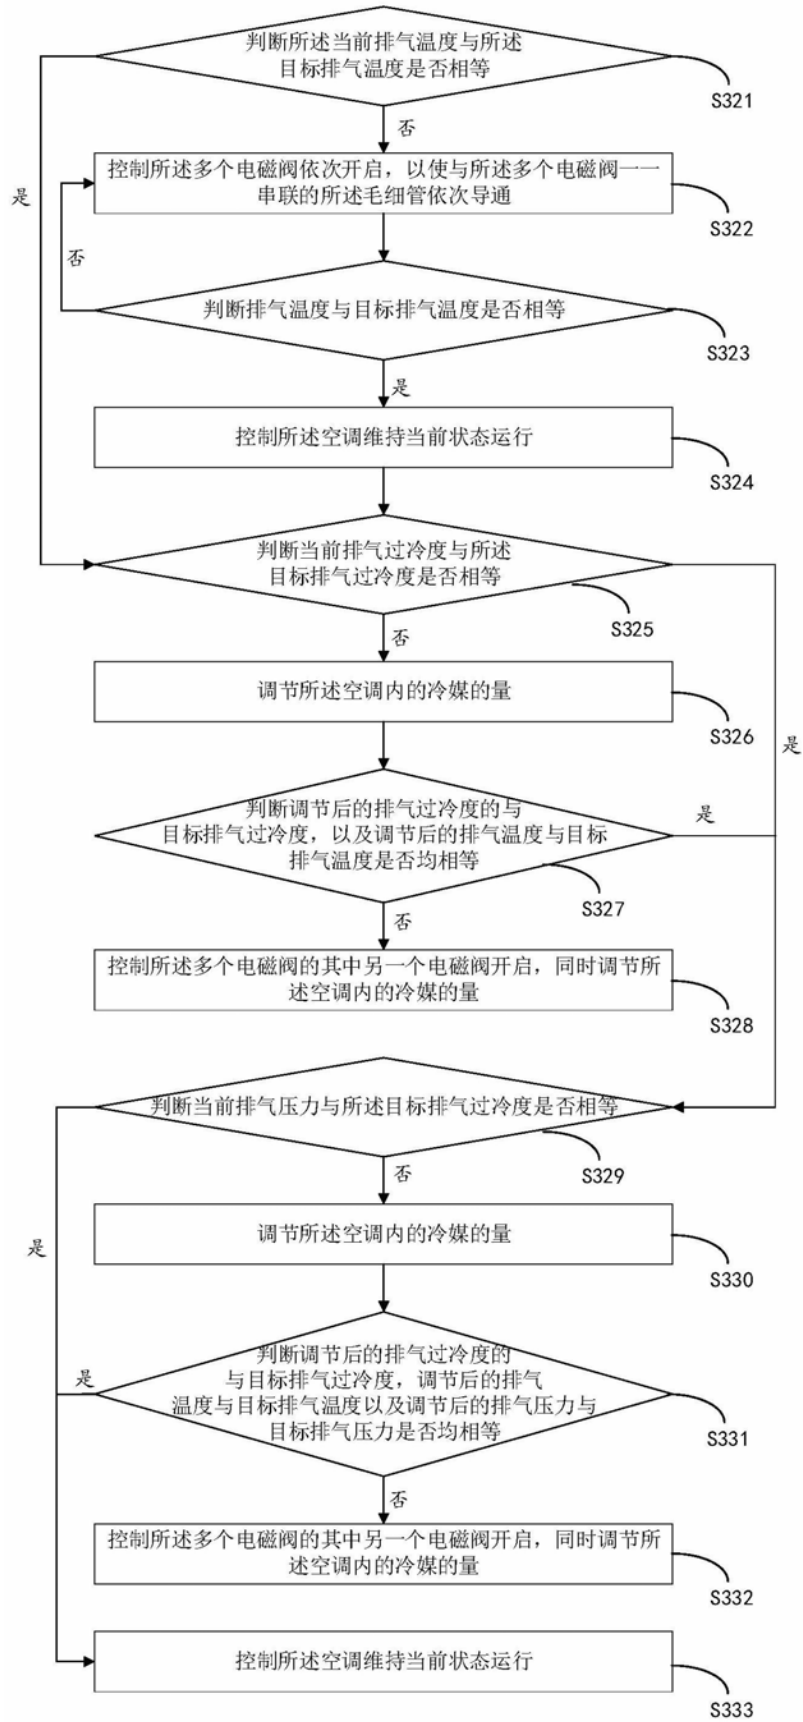 判断所述当前排气温度与所述
目标排气温度是否相等
S321
否
是
控制所述多个电磁阀依次开启，以使与所述多个电磁阀一一
串联的所述毛细管依次导通
S322
否
判断排气温度与目标排气温度是否相等
S323
是
控制所述空调维持当前状态运行
S324
判断当前排气过冷度与所述
目标排气过冷度是否相等
S325
否
调节所述空调内的冷媒的量
S326
是
判断调节后的排气过冷度的与
目标排气过冷度，以及调节后的排气温度与目标
排气温度是否均相等
是
S327
否
控制所述多个电磁阀的其中另一个电磁阀开启，同时调节所
述空调内的冷媒的量
S328
判断当前排气压力与所述目标排气过冷度是否相等
S329
否
是
调节所述空调内的冷媒的量
S330
判断调节后的排气过冷度的
与目标排气过冷度，调节后的排气
温度与目标排气温度以及调节后的排气压力与
目标排气压力是否均相等
是
S331
否
控制所述多个电磁阀的其中另一个电磁阀开启，同时调节所
述空调内的冷媒的量
S332
控制所述空调维持当前状态运行
S333